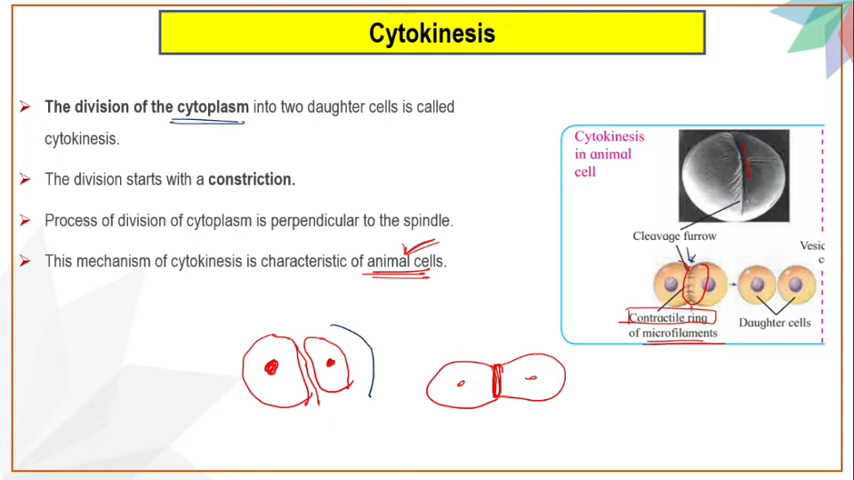 Cytokinesis
The division of the cytoplasm into two daughter cells is called
cytokinesis.
The division starts with a constriction.
Process of division of cytoplasm is perpendicular to the spindle.
This mechanism of cytokinesis is characteristic of animal cells.
Cytokinesis
in animal
cell
Cleavage furrow
Vesic
c
Contractile ring
of microfilaments
Daughter cells